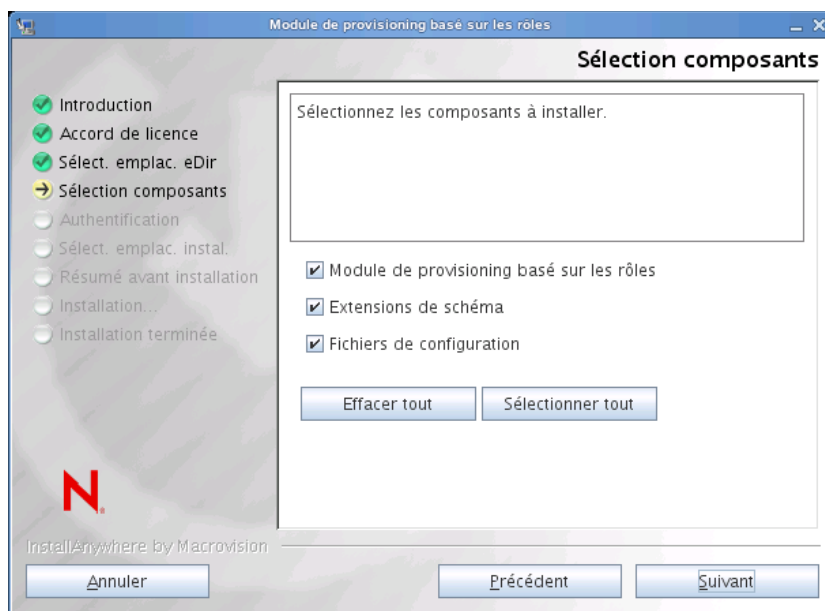 Module de provisioning basé sur les rôles
Sélection composants
Introduction
Accord de licence
Sélect. emplac. eDir
Sélection composants
Authentification
Sélect. emplac. instal.
Résumé avant installation
Installation...
Installation terminée
Sélectionnez les composants à installer.
Module de provisioning basé sur les rôles
Extensions de schéma
Fichiers de configuration
Effacer tout
Sélectionner tout
N
InstallAnywhere by Macrovision
Annuler
Précédent
Suivant